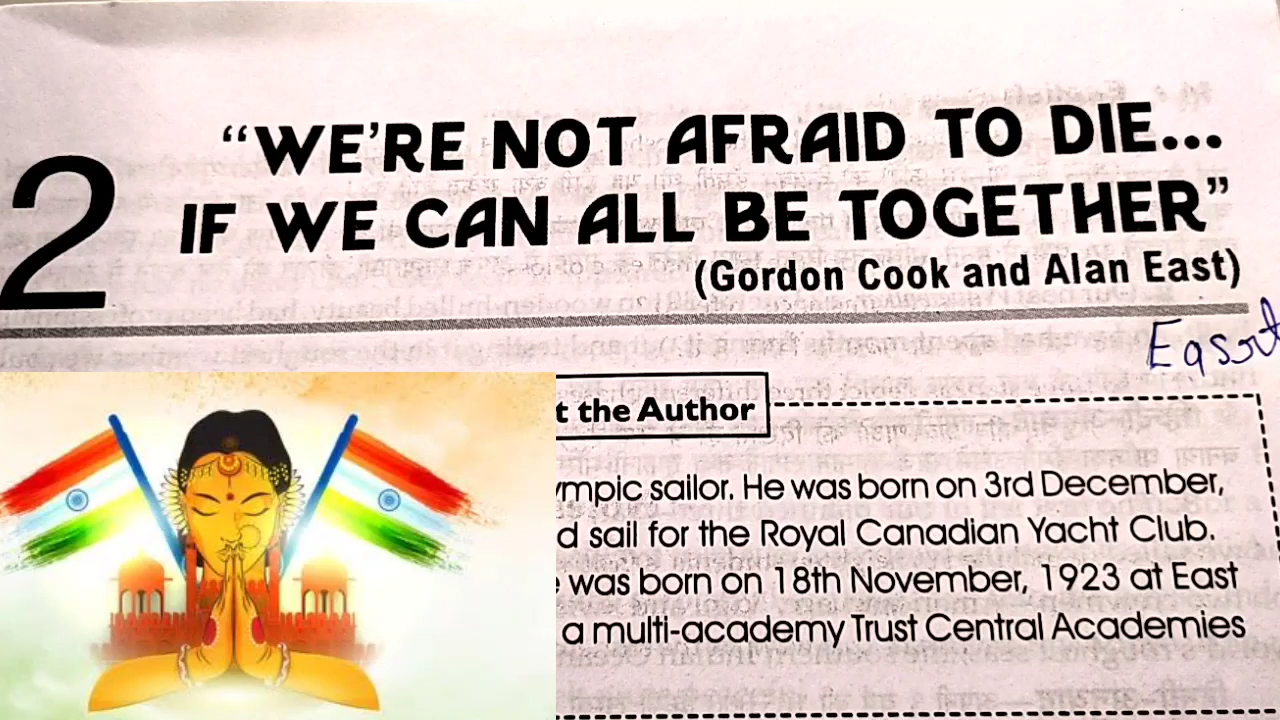 2
“WE’RE NOT AFRAID TO DIE...
IF WE CAN ALL BE TOGETHER”
(Gordon Cook and Alan East)
t the Author
mpic sailor. He was born on 3rd December,
d sail for the Royal Canadian Yacht Club.
was born on 18th November, 1923 at East
a multi-academy Trust Central Academies